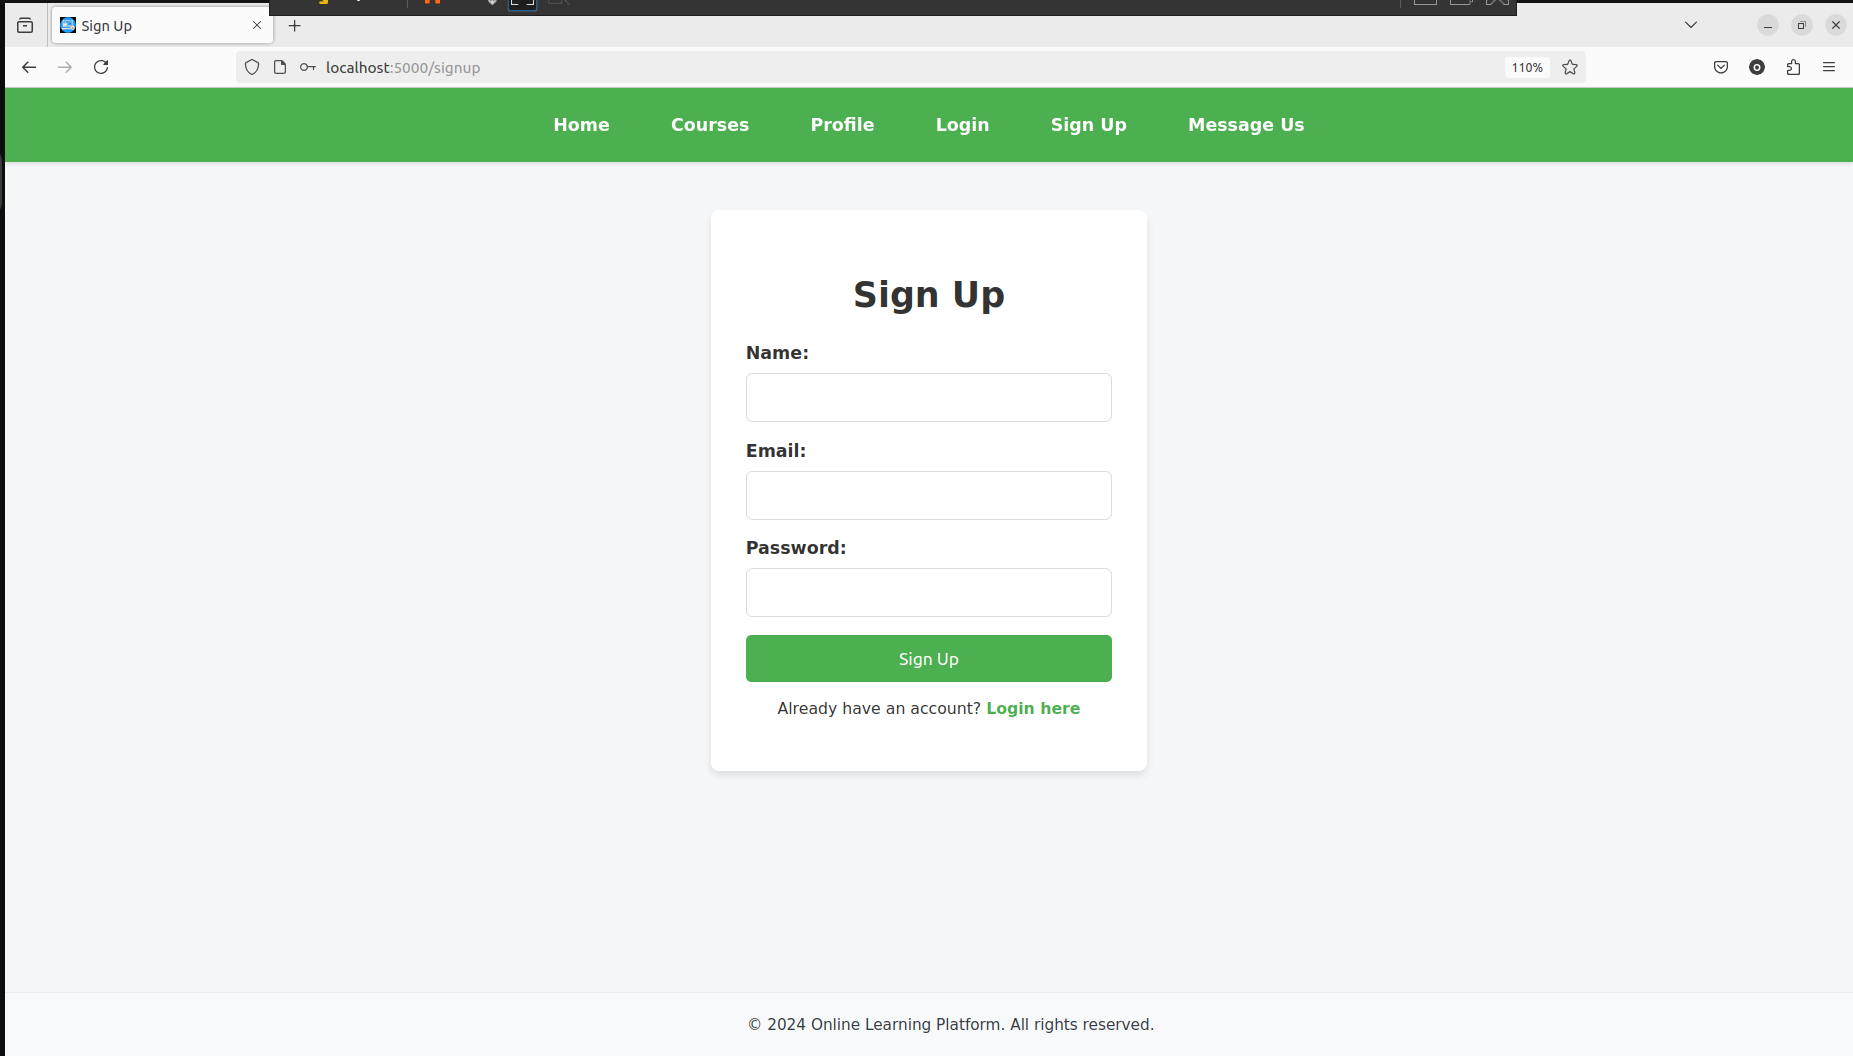 Sign Up
localhost:5000/signup
110%
Home Courses Profile Login Sign Up Message Us
Sign Up
Name:
Email:
Password:
Sign Up
Already have an account? Login here
© 2024 Online Learning Platform. All rights reserved.